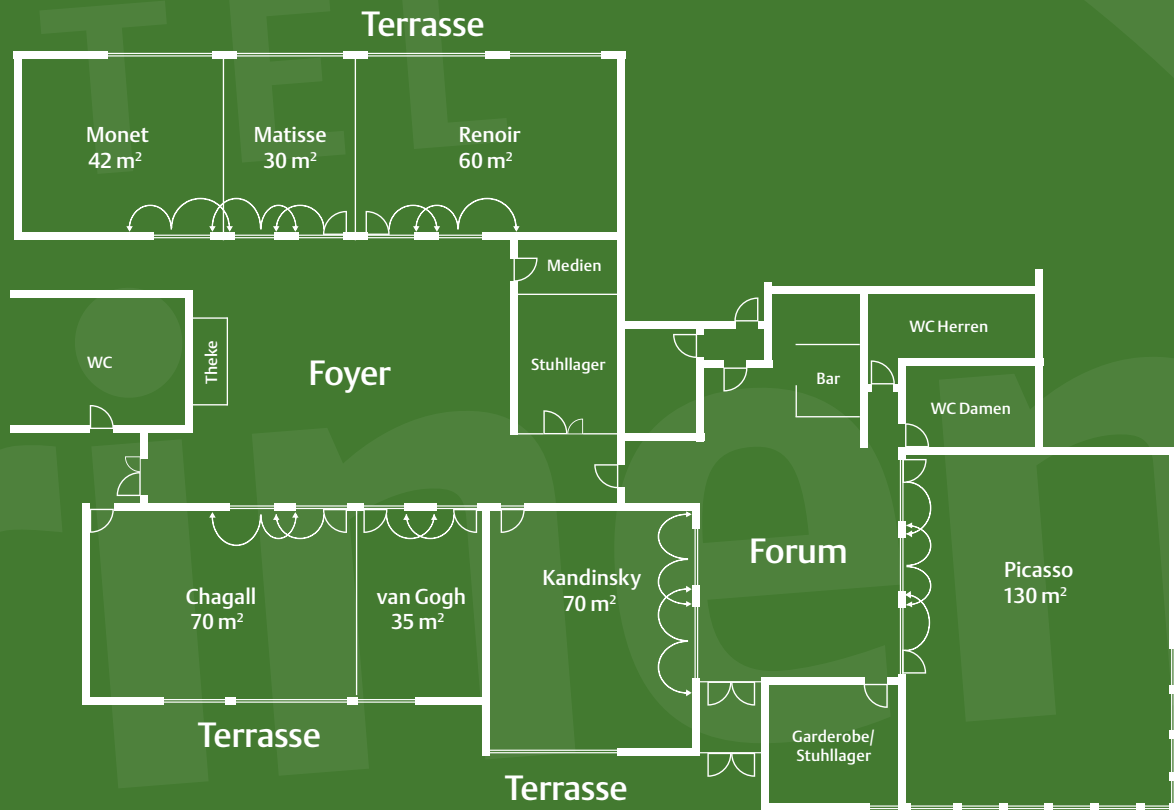 Terrasse
Monet
42 m²
Matisse
30 m²
Renoir
60 m²
Medien
WC
Theke
Foyer
Stuhllager
WC Herren
Bar
WC Damen
Forum
Chagall
70 m²
van Gogh
35 m²
Kandinsky
70 m²
Picasso
130 m²
Terrasse
Garderobe/
Stuhllager
Terrasse